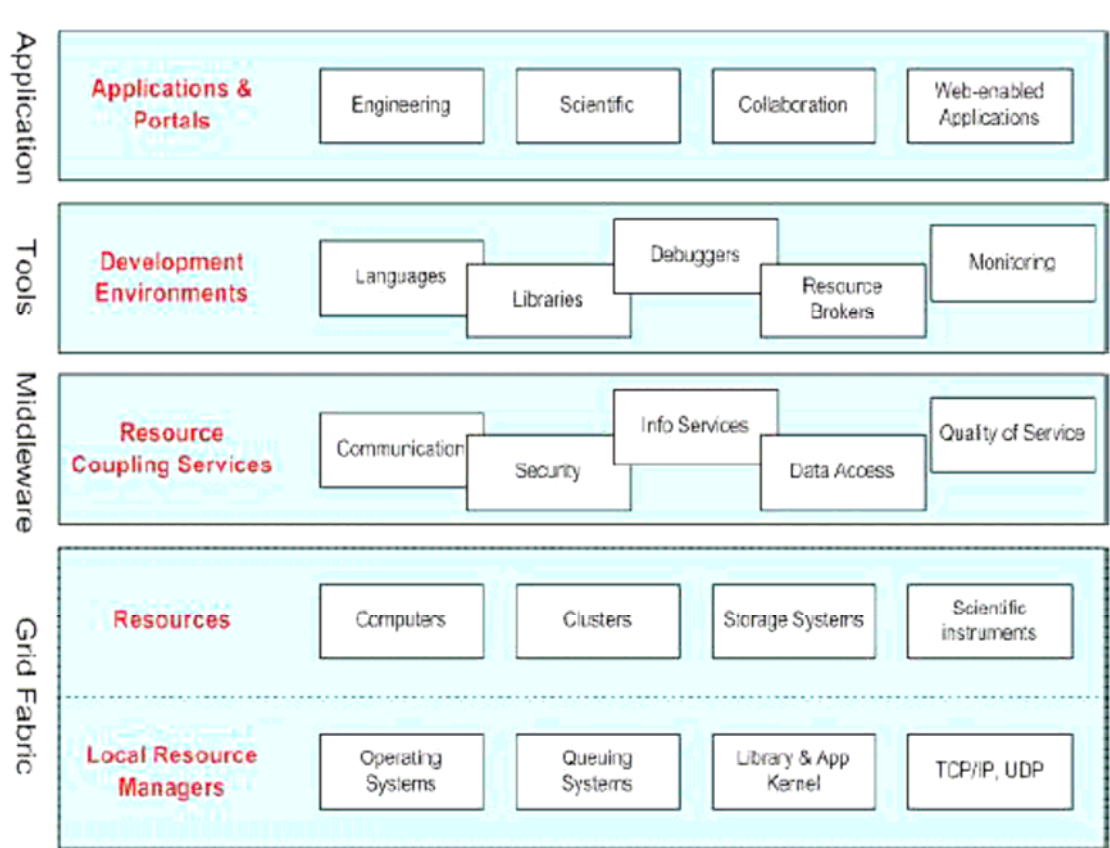 Application
Applications &
Portals
Engineering
Scientific
Collaboration
Web-enabled
Applications
Tools
Development
Environments
Languages
Libraries
Debuggers
Resource
Brokers
Monitoring
Middleware
Resource
Coupling Services
Communication
Security
Info Services
Data Access
Quality of Service
Grid Fabric
Resources
Computers
Clusters
Storage Systems
Scientific
instruments
Local Resource
Managers
Operating
Systems
Queuing
Systems
Library & App
Kernel
TCP/IP, UDP